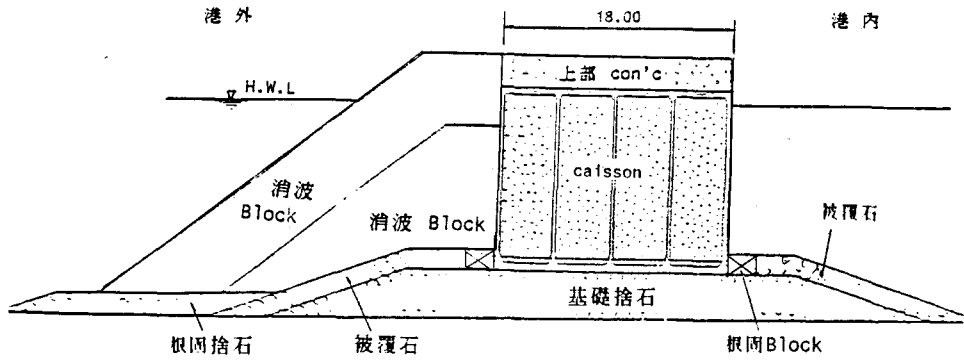 港外
18.00
港內
H.W.L
上部 con'c
caisson
消波
Block
消波 Block
被覆石
基礎捨石
根固捨石
被覆石
根固Block